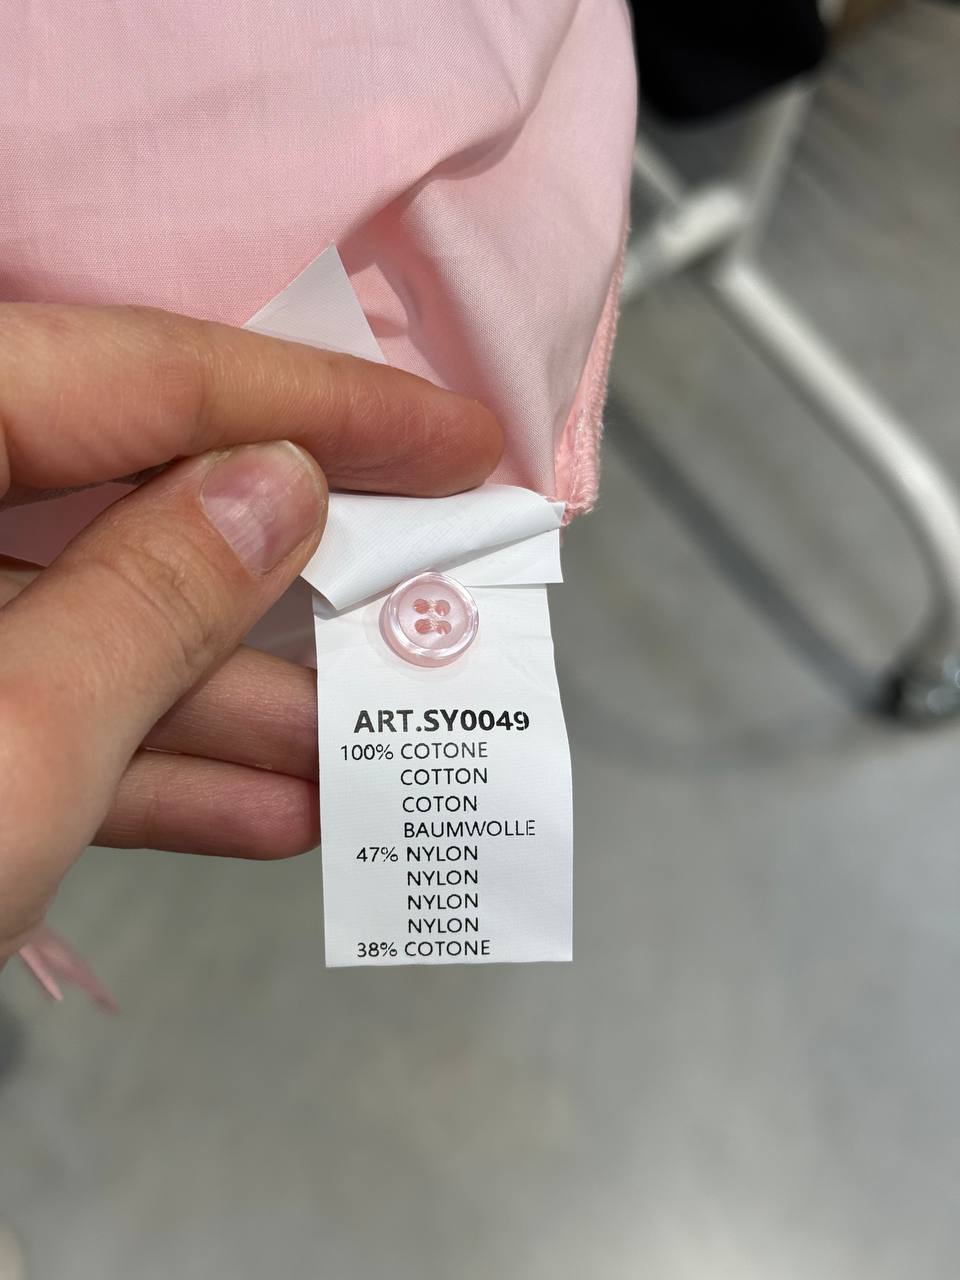 ART.SY0049
100% COTONE
COTTON
COTON
BAUMWOLLE
47% NYLON
NYLON
NYLON
NYLON
38% COTONE